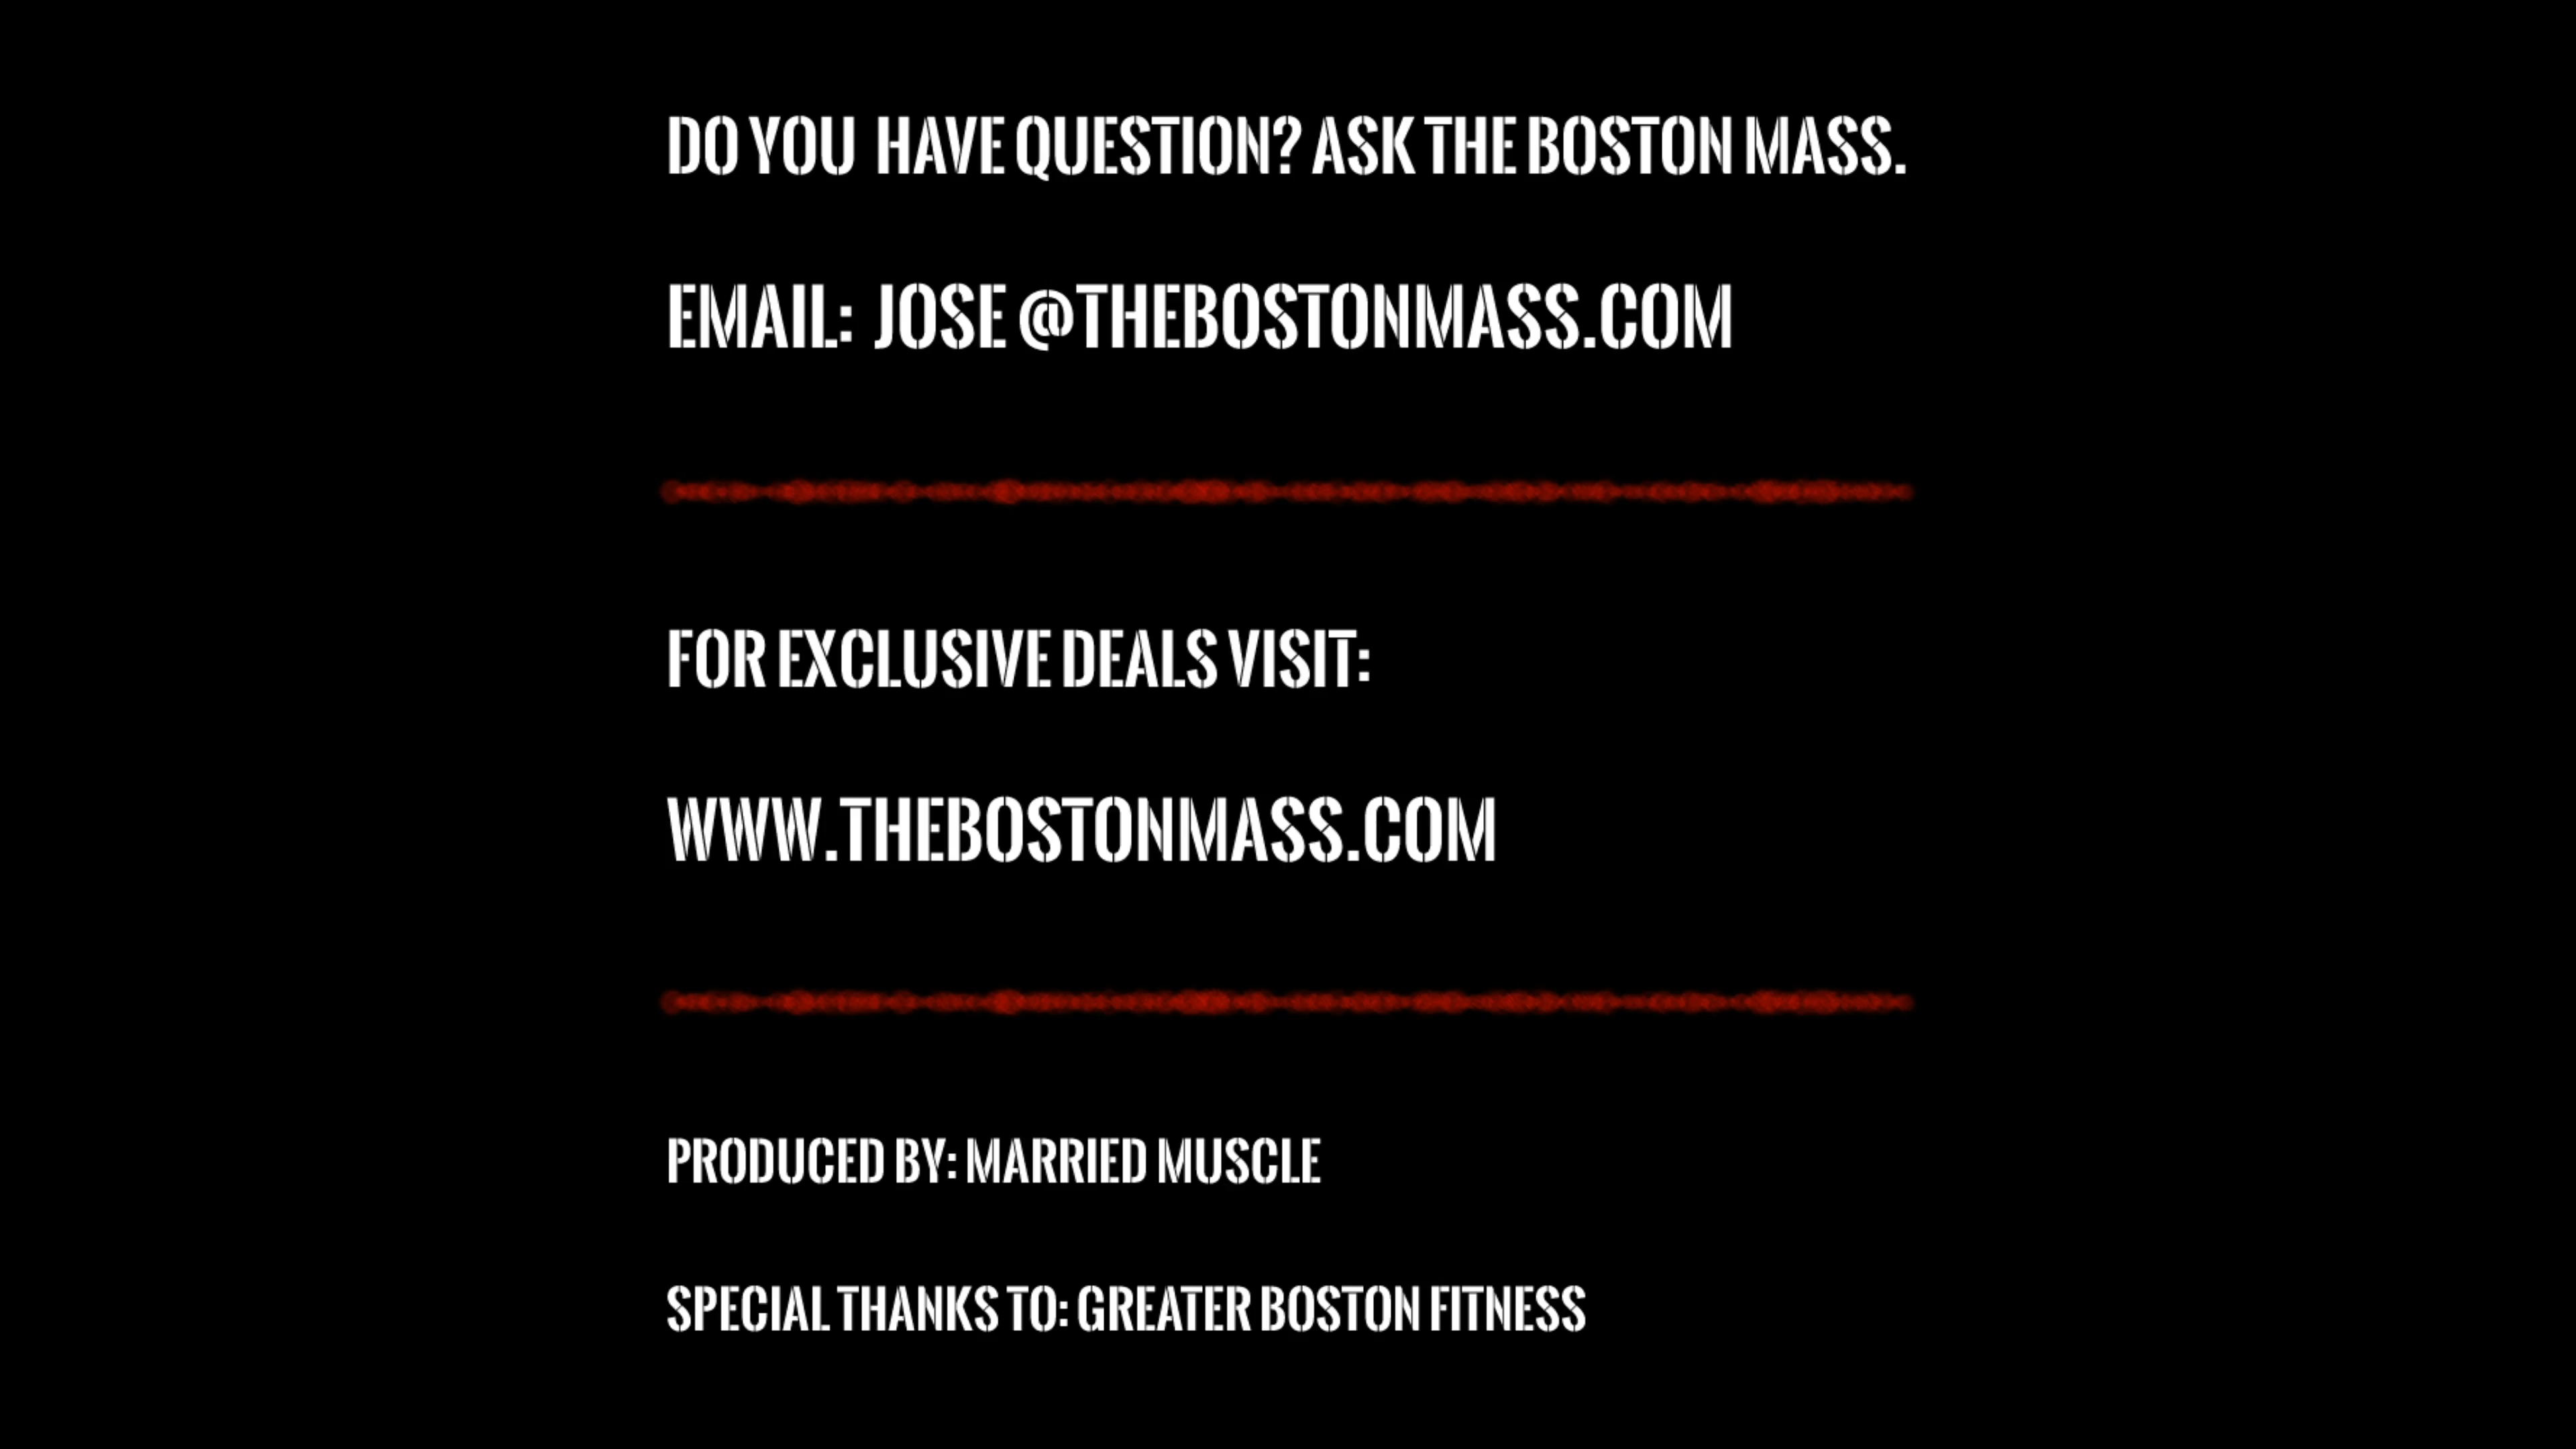 DO YOU HAVE QUESTION? ASK THE BOSTON MASS.
EMAIL: JOSE @THEBOSTONMASS.COM
FOR EXCLUSIVE DEALS VISIT:
WWW.THEBOSTONMASS.COM
PRODUCED BY: MARRIED MUSCLE
SPECIAL THANKS TO: GREATER BOSTON FITNESS